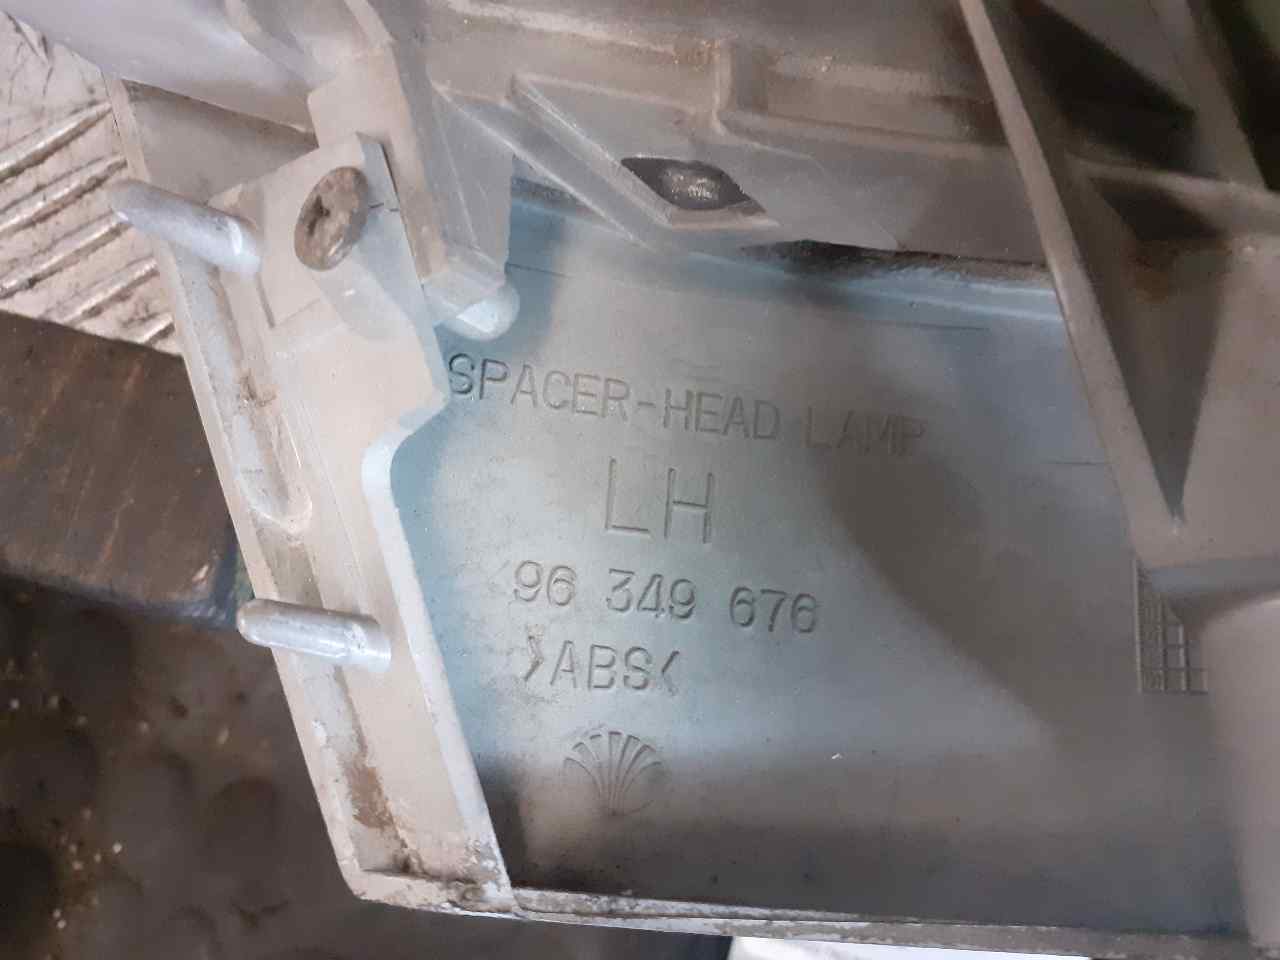 SPACER-HEAD LAMP
LH
96 349 676
>ABS<